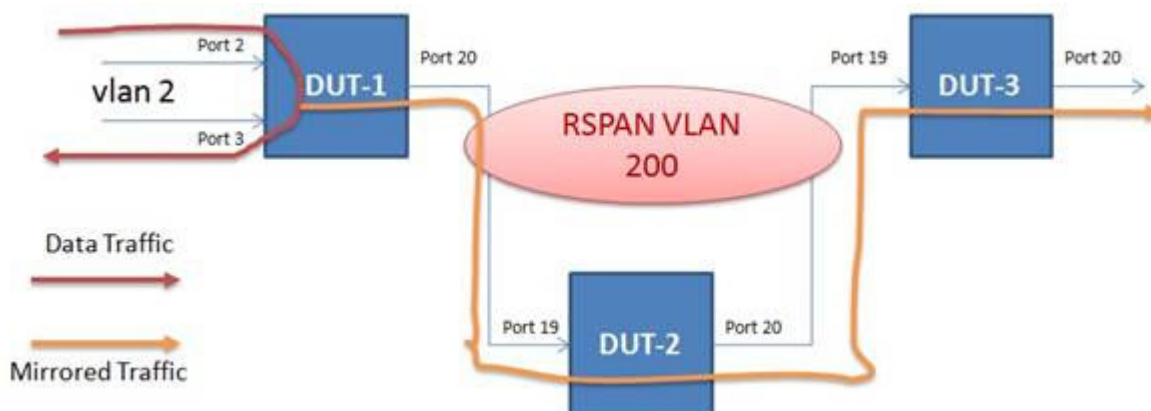 Port 2
DUT-1
Port 20
Port 19
DUT-3
Port 20
vlan 2
RSPAN VLAN
200
Port 3
Data Traffic
Port 19
DUT-2
Port 20
Mirrored Traffic